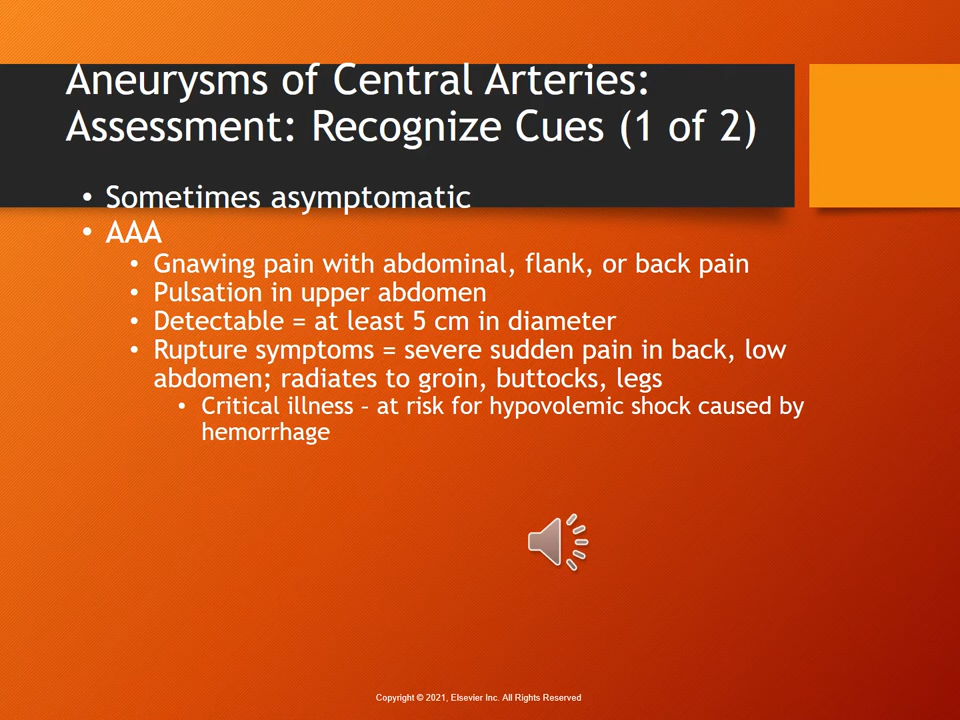 Aneurysms of Central Arteries:
Assessment: Recognize Cues (1 of 2)
• Sometimes asymptomatic
• AAA
• Gnawing pain with abdominal, flank, or back pain
• Pulsation in upper abdomen
• Detectable = at least 5 cm in diameter
• Rupture symptoms = severe sudden pain in back, low
abdomen; radiates to groin, buttocks, legs
• Critical illness – at risk for hypovolemic shock caused by
hemorrhage
Copyright © 2021, Elsevier Inc. All Rights Reserved